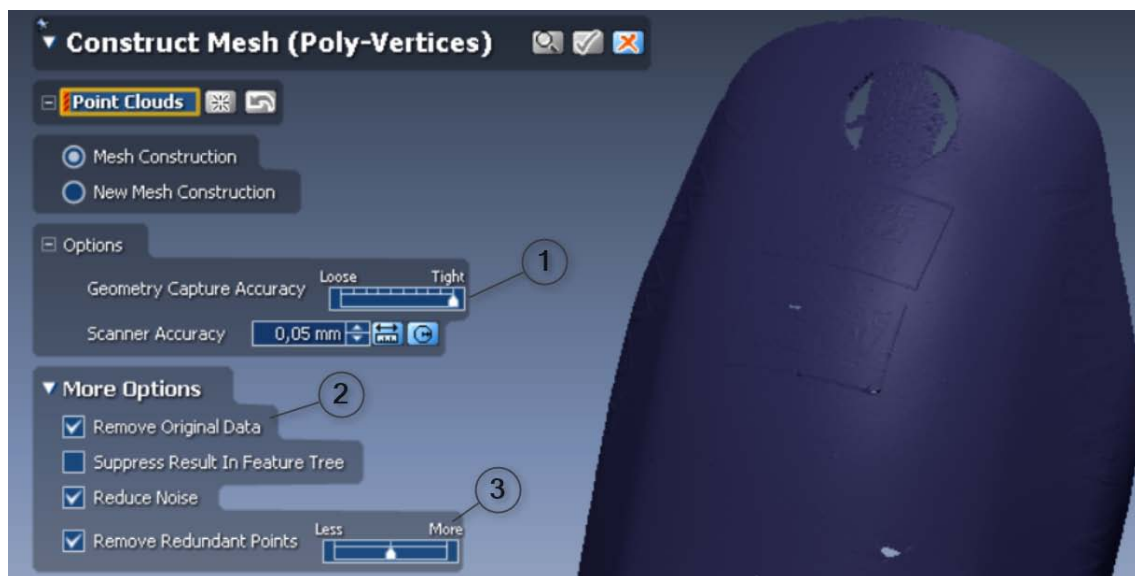 Construct Mesh (Poly-Vertices)
Point Clouds
Mesh Construction
New Mesh Construction
Options
1
Loose Tight
Geometry Capture Accuracy
Scanner Accuracy 0,05 mm
More Options
2
Remove Original Data
Suppress Result In Feature Tree
Reduce Noise
3
Less More
Remove Redundant Points